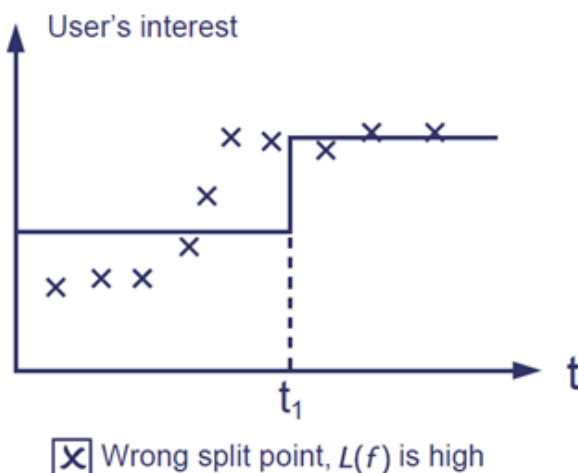 User's interest
t
t₁
Wrong split point, L(f) is high